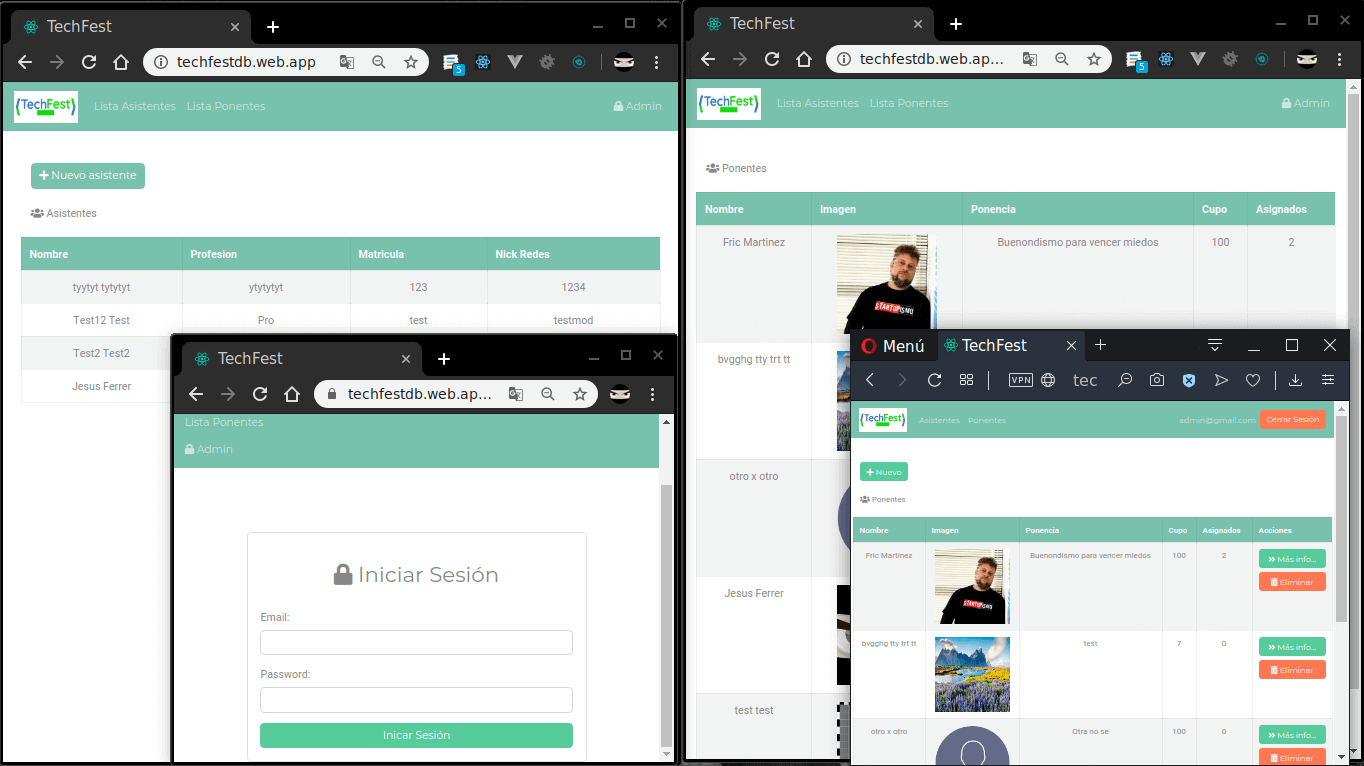 TechFest
techfestdb.web.app
5
{TechFest}
Lista Asistentes Lista Ponentes
Admin
Nuevo asistente
Asistentes
Nombre Profesion Matricula Nick Redes
tyytyt tytytyt ytytytyt 123 1234
Test12 Test Pro test testmod
Test2 Test2
Jesus Ferrer
TechFest
techfestdb.web.ap...
Lista Ponentes
Admin
Iniciar Sesión
Email:
Password:
Inicar Sesión
TechFest
techfestdb.web.ap...
5
{TechFest}
Lista Asistentes Lista Ponentes
Admin
Ponentes
Nombre Imagen Ponencia Cupo Asignados
Fric Martinez Buenondismo para vencer miedos 100 2
STARTUPISMO
bvgghg tty trt tt
otro x otro
Jesus Ferrer
test test
Menú
TechFest
VPN
tec
{TechFest}
Asistentes Ponentes
admin@gmail.com Cerrar Sesión
Nuevo
Ponentes
Nombre Imagen Ponencia Cupo Asignados Acciones
Fric Martinez Buenondismo para vencer miedos 100 2 Más info...
STARTUPISMO
Eliminar
bvgghg tty trt tt test 7 0 Más info...
Eliminar
otro x otro Otra no se 100 0 Más info...
Eliminar